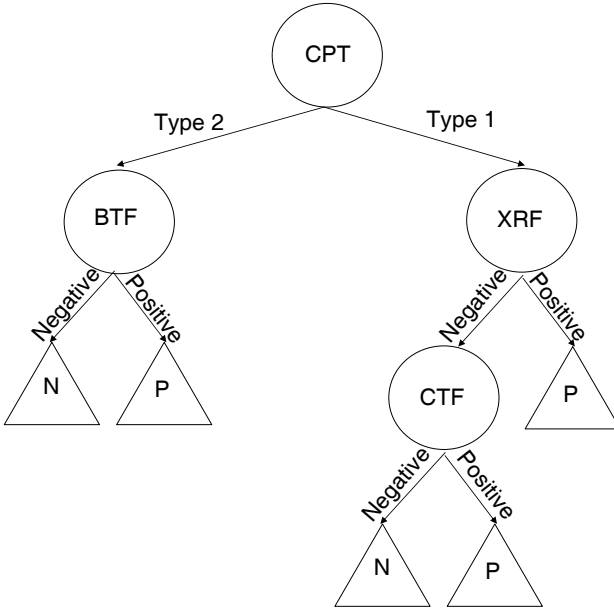 CPT
Type 2
Type 1
BTF
XRF
Negative
Positive
Negative
Positive
N
P
CTF
P
Negative
Positive
N
P